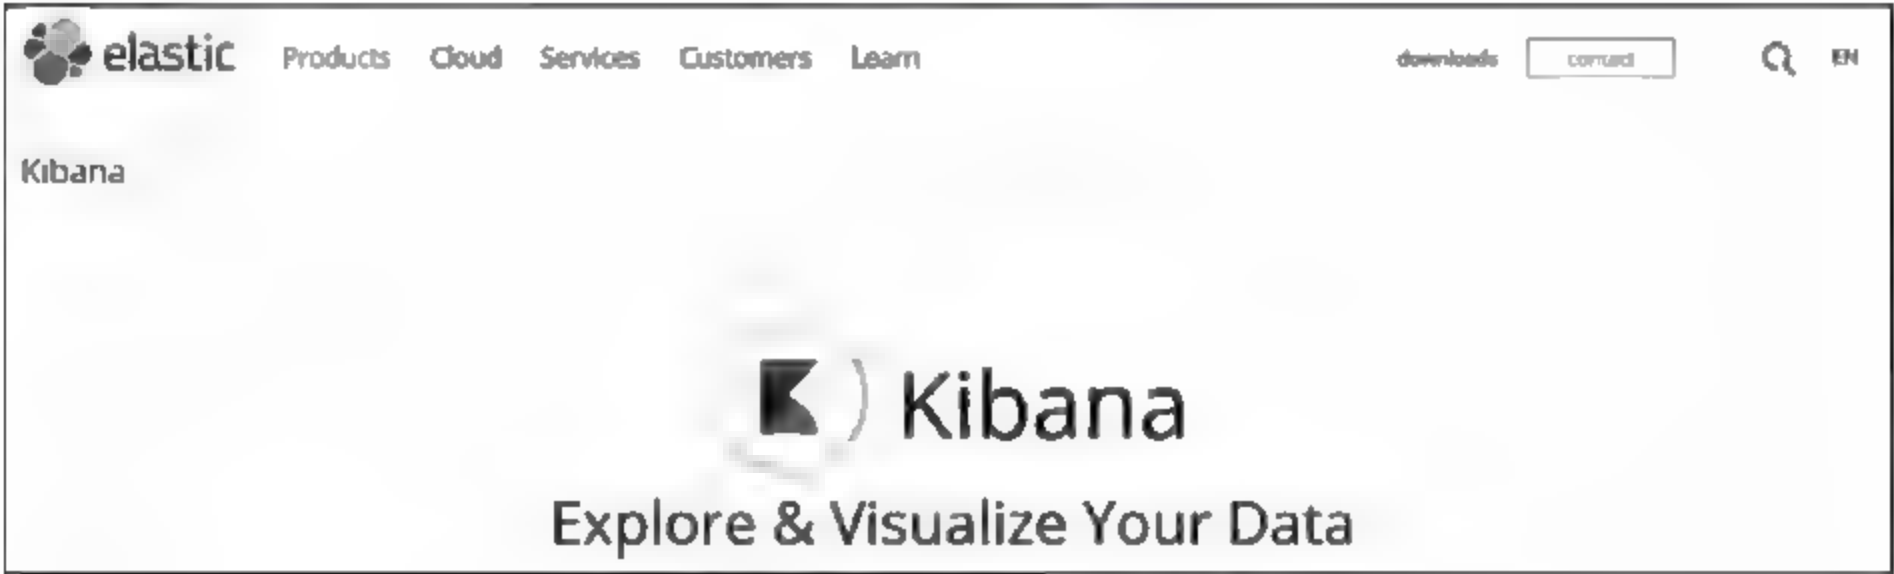 elastic Products Cloud Services Customers Learn downloads contact EN
Kibana
Kibana
Explore & Visualize Your Data